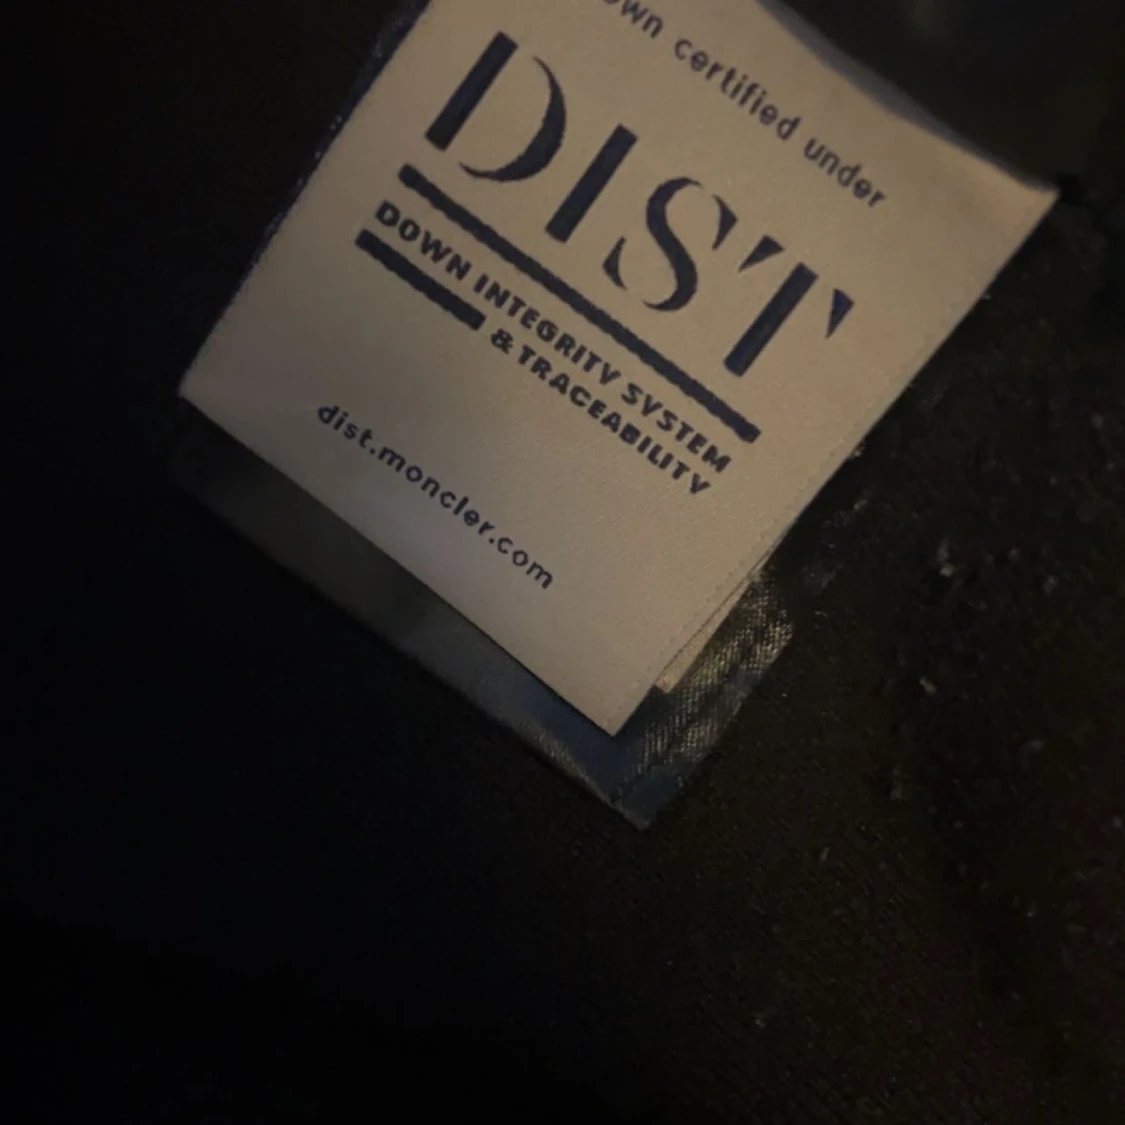 own certified under
DIST
DOWN INTEGRITY SYSTEM
& TRACEABILITY
dist.moncler.com